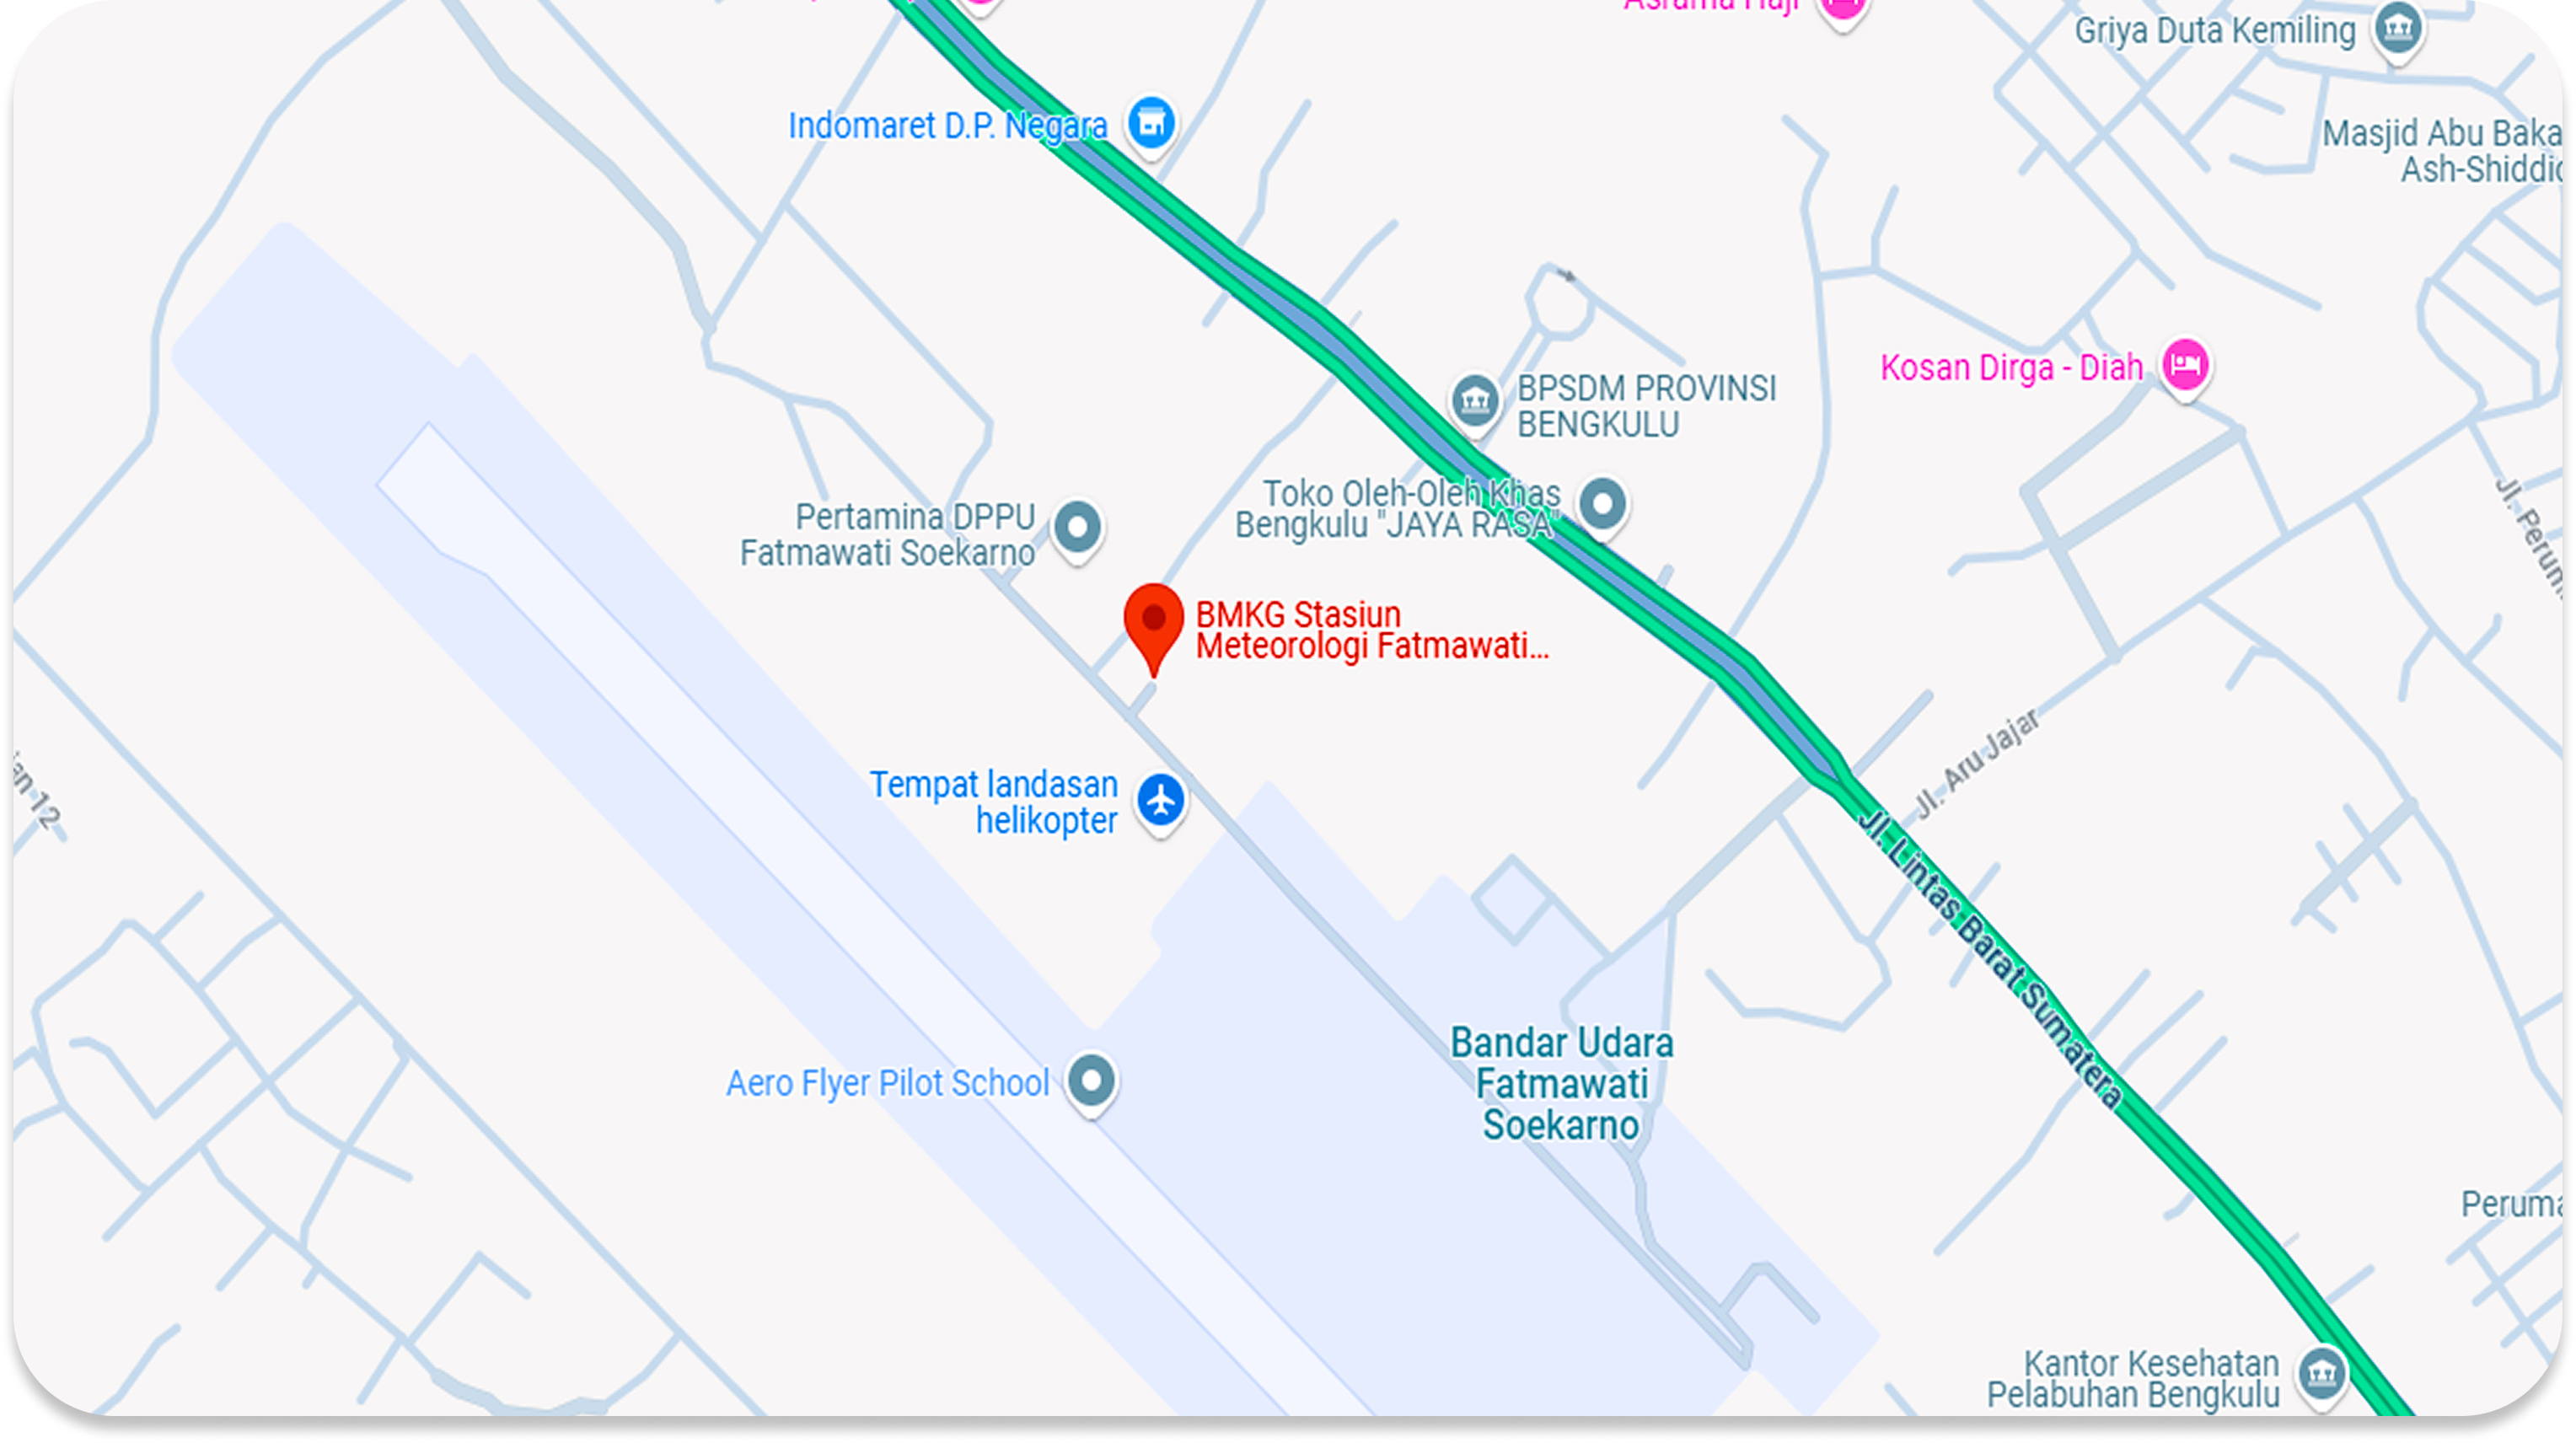 Asrama Haji
Griya Duta Kemiling
Indomaret D.P. Negara
Masjid Abu Baka
Ash-Shiddic
BPSDM PROVINSI
BENGKULU
Kosan Dirga - Diah
Toko Oleh-Oleh Khas
Bengkulu "JAYA RASA"
Pertamina DPPU
Fatmawati Soekarno
Jl. Perum
BMKG Stasiun
Meteorologi Fatmawati...
Jl. Aru Jajar
an 12
Tempat landasan
helikopter
Jl. Lintas Barat Sumatera
Bandar Udara
Fatmawati
Soekarno
Aero Flyer Pilot School
Peruma
Kantor Kesehatan
Pelabuhan Bengkulu